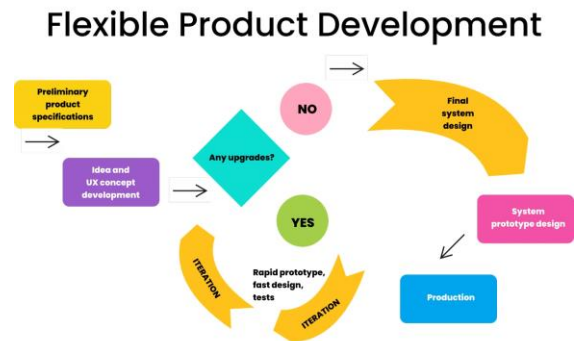 Flexible Product Development
Preliminary
product
specifications
Idea and
UX concept
development
Any upgrades?
NO
YES
Final
system
design
System
prototype design
Production
Rapid prototype,
fast design,
tests
ITERATION
ITERATION